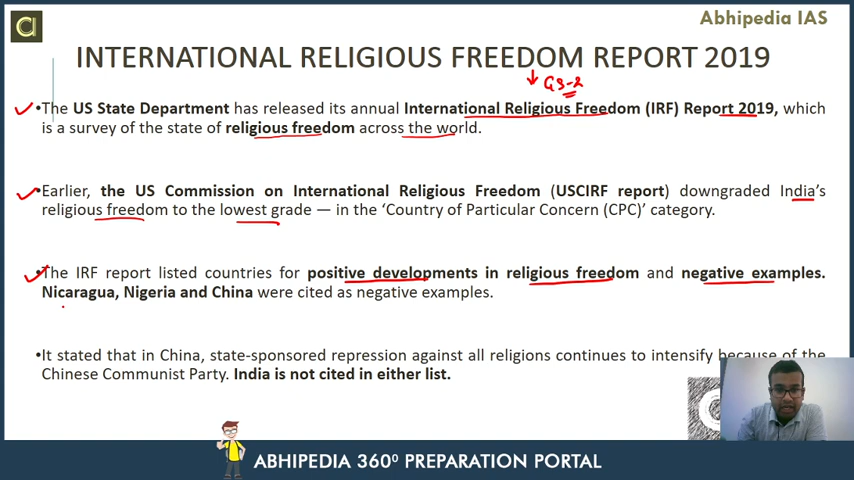 Abhipedia IAS
INTERNATIONAL RELIGIOUS FREEDOM REPORT 2019
GS-2
•The US State Department has released its annual International Religious Freedom (IRF) Report 2019, which
is a survey of the state of religious freedom across the world.
•Earlier, the US Commission on International Religious Freedom (USCIRF report) downgraded India's
religious freedom to the lowest grade — in the 'Country of Particular Concern (CPC)' category.
•The IRF report listed countries for positive developments in religious freedom and negative examples.
Nicaragua, Nigeria and China were cited as negative examples.
•It stated that in China, state-sponsored repression against all religions continues to intensify because of the
Chinese Communist Party. India is not cited in either list.
ABHIPEDIA 360⁰ PREPARATION PORTAL